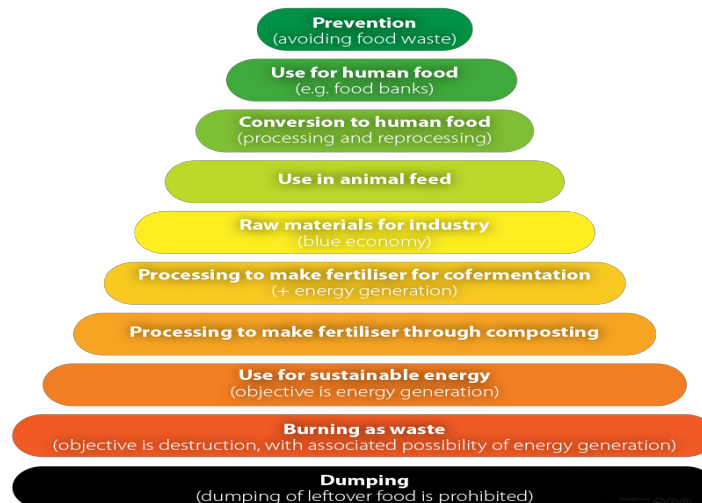 Prevention
(avoiding food waste)
Use for human food
(e.g. food banks)
Conversion to human food
(processing and reprocessing)
Use in animal feed
Raw materials for industry
(blue economy)
Processing to make fertiliser for cofermentation
(+ energy generation)
Processing to make fertiliser through composting
Use for sustainable energy
(objective is energy generation)
Burning as waste
(objective is destruction, with associated possibility of energy generation)
Dumping
(dumping of leftover food is prohibited)